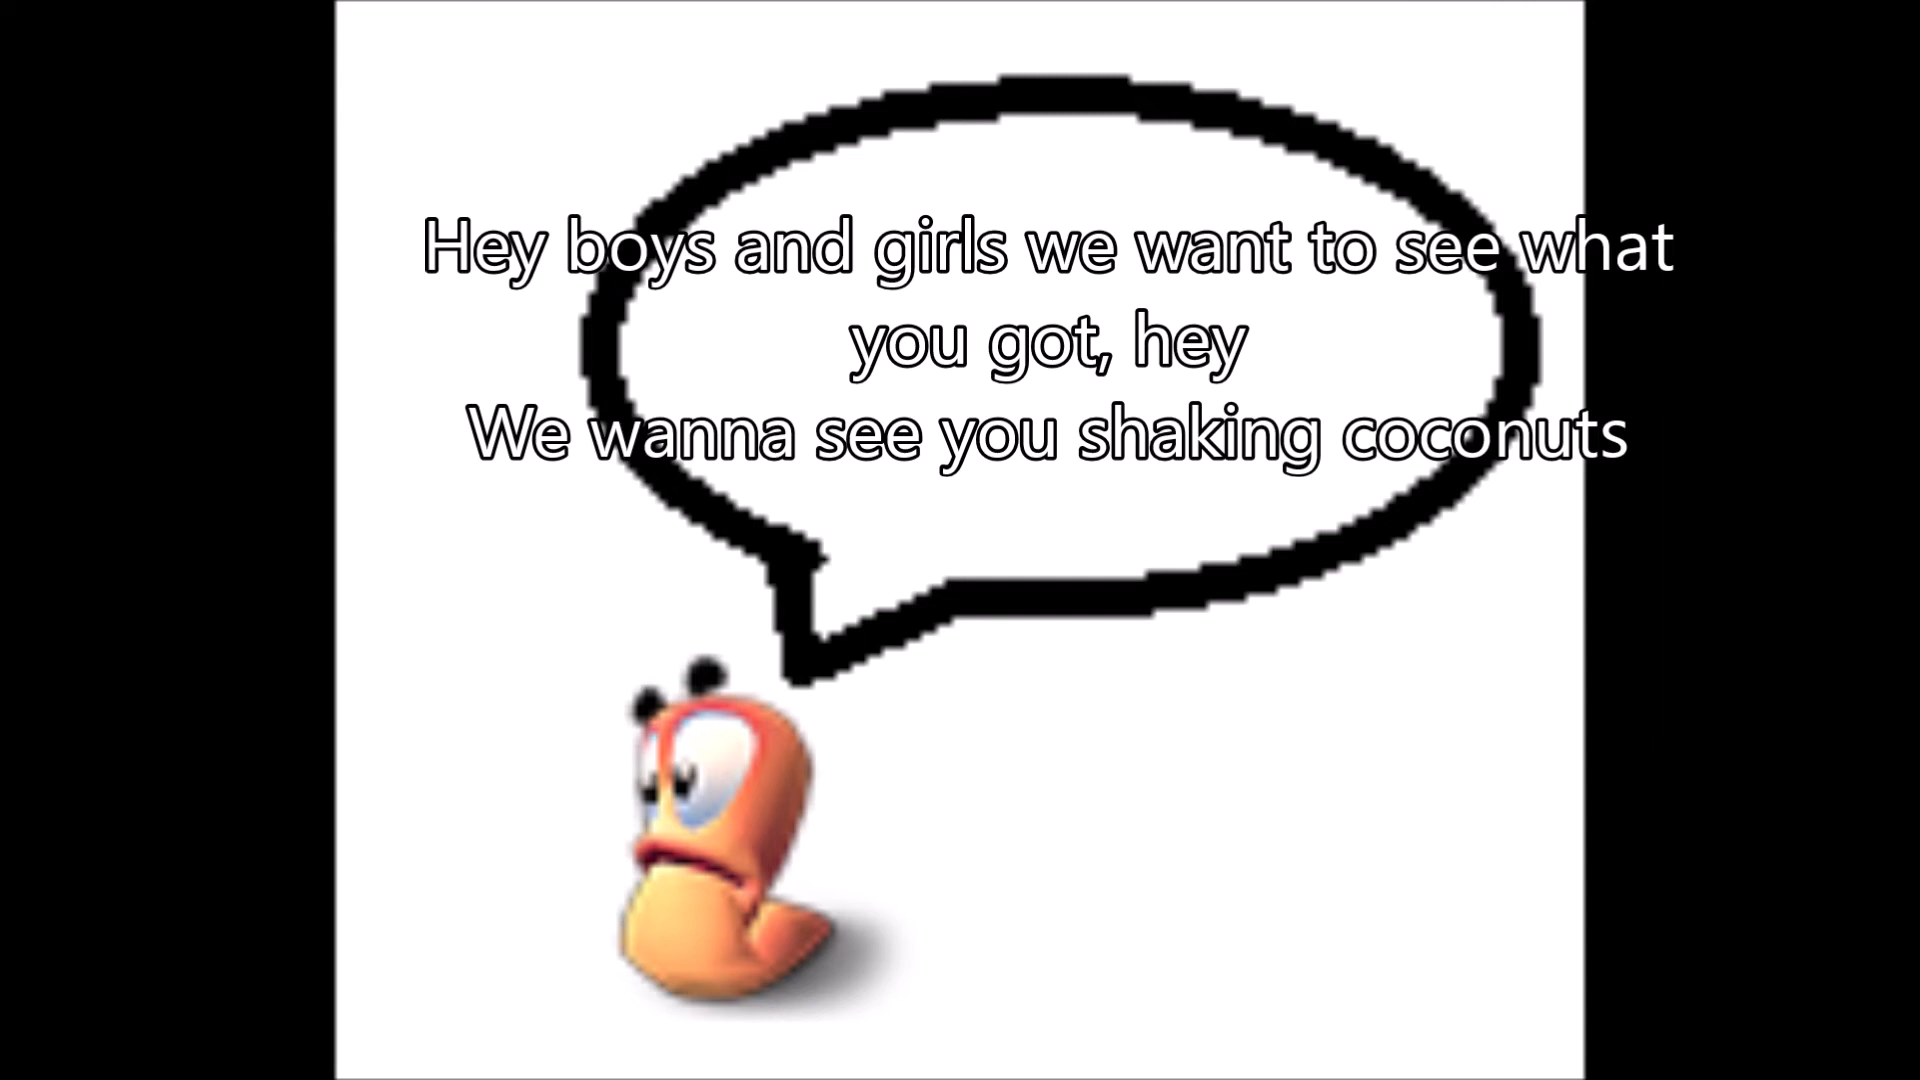 Hey boys and girls we want to see what
you got, hey
We wanna see you shaking coconuts